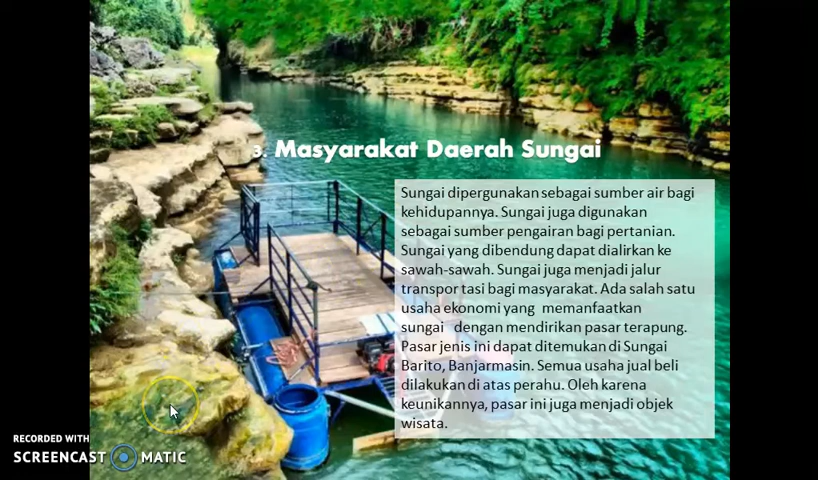 3. Masyarakat Daerah Sungai
Sungai dipergunakan sebagai sumber air bagi
kehidupannya. Sungai juga digunakan
sebagai sumber pengairan bagi pertanian.
Sungai yang dibendung dapat dialirkan ke
sawah-sawah. Sungai juga menjadi jalur
transpor tasi bagi masyarakat. Ada salah satu
usaha ekonomi yang memanfaatkan
sungai dengan mendirikan pasar terapung.
Pasar jenis ini dapat ditemukan di Sungai
Barito, Banjarmasin. Semua usaha jual beli
dilakukan di atas perahu. Oleh karena
keunikannya, pasar ini juga menjadi objek
wisata.
RECORDED WITH
SCREENCAST MATIC